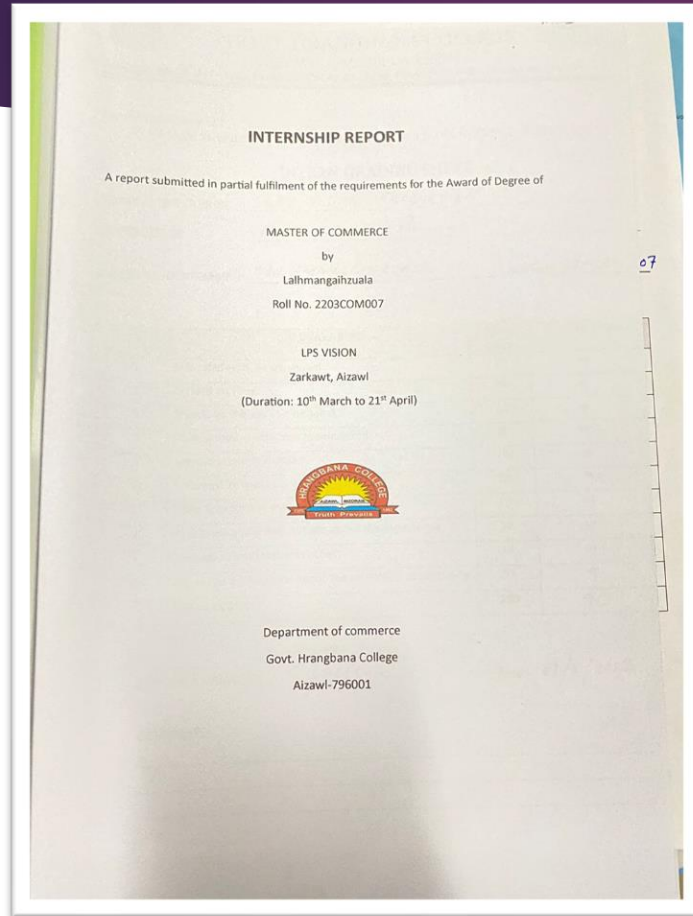 INTERNSHIP REPORT
A report submitted in partial fulfilment of the requirements for the Award of Degree of
MASTER OF COMMERCE
by
07
Lalhmangaihzuala
Roll No. 2203COM007
LPS VISION
Zarkawt, Aizawl
(Duration: 10th March to 21st April)
HRANGBANA COLLEGE
AIZAWL MIZORAM
Truth Prevails
Department of commerce
Govt. Hrangbana College
Aizawl-796001